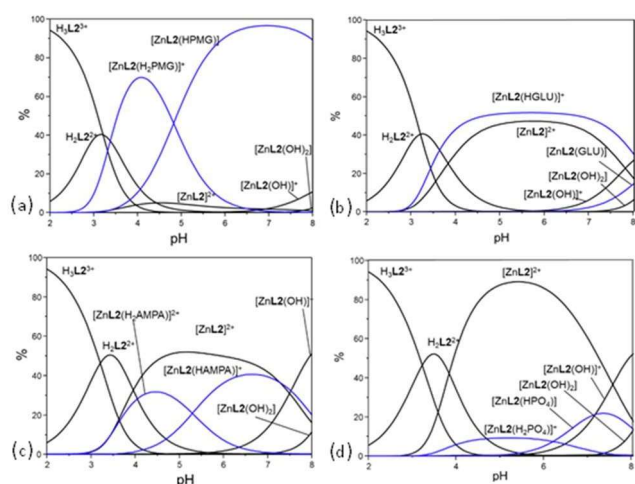 100
H₃L2³⁺
[ZnL2(HPMG)]
80
[ZnL2(H₂PMG)]⁺
60
%
40
H₂L2²⁺
[ZnL2(OH)₂]
20
[ZnL2(OH)]⁺
(a)
[ZnL2]²⁺
0
2 3 4 5 6 7 8
pH
100
H₃L2³⁺
80
60
[ZnL2(HGLU)]⁺
%
[ZnL2]²⁺
40
H₂L2²⁺
[ZnL2(GLU)]
20
[ZnL2(OH)₂]
(b)
[ZnL2(OH)]⁺
0
2 3 4 5 6 7 8
pH
100
[ZnL2(OH)]⁺
H₃L2³⁺
80
[ZnL2(H₂AMPA)]²⁺
60
[ZnL2]²⁺
%
H₂L2²⁺
40
[ZnL2(HAMPA)]⁺
20
[ZnL2(OH)₂]
(c)
0
2 3 4 5 6 7 8
pH
100
H₃L2³⁺
[ZnL2]²⁺
80
60
%
H₂L2²⁺
40
[ZnL2(OH)]⁺
[ZnL2(OH)₂]
20
[ZnL2(HPO₄)]
[ZnL2(H₂PO₄)]⁺
(d)
0
2 4 6 8
pH